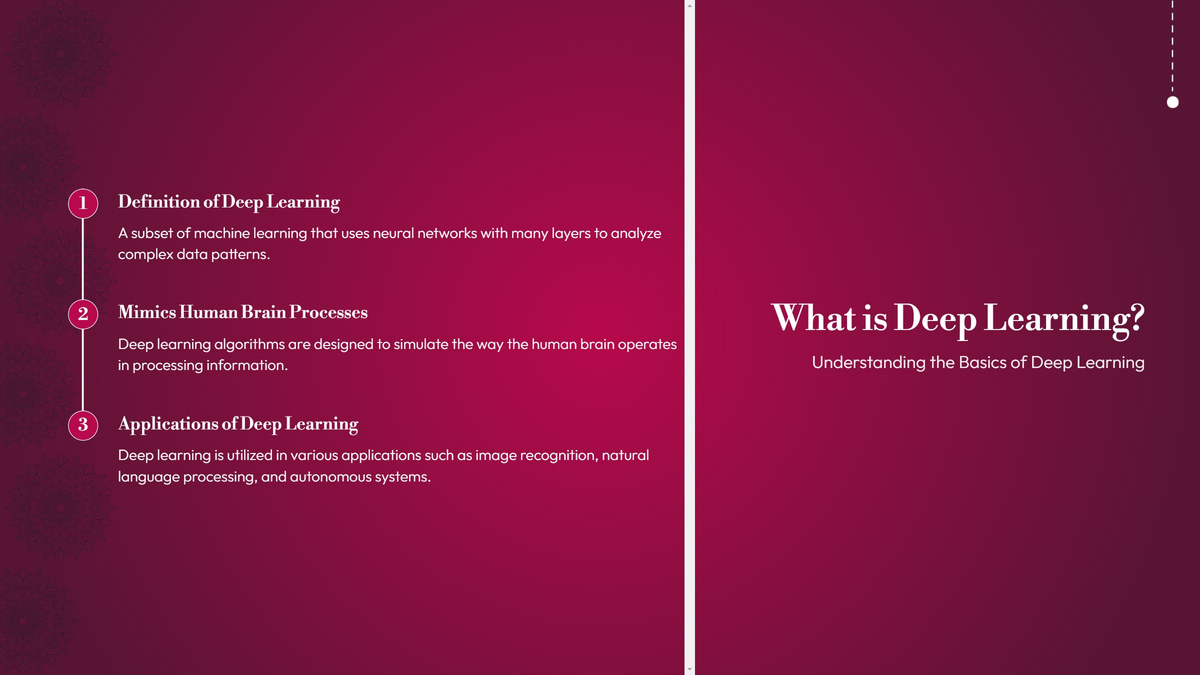 1
Definition of Deep Learning
A subset of machine learning that uses neural networks with many layers to analyze
complex data patterns.
2
Mimics Human Brain Processes
Deep learning algorithms are designed to simulate the way the human brain operates
in processing information.
3
Applications of Deep Learning
Deep learning is utilized in various applications such as image recognition, natural
language processing, and autonomous systems.
What is Deep Learning?
Understanding the Basics of Deep Learning